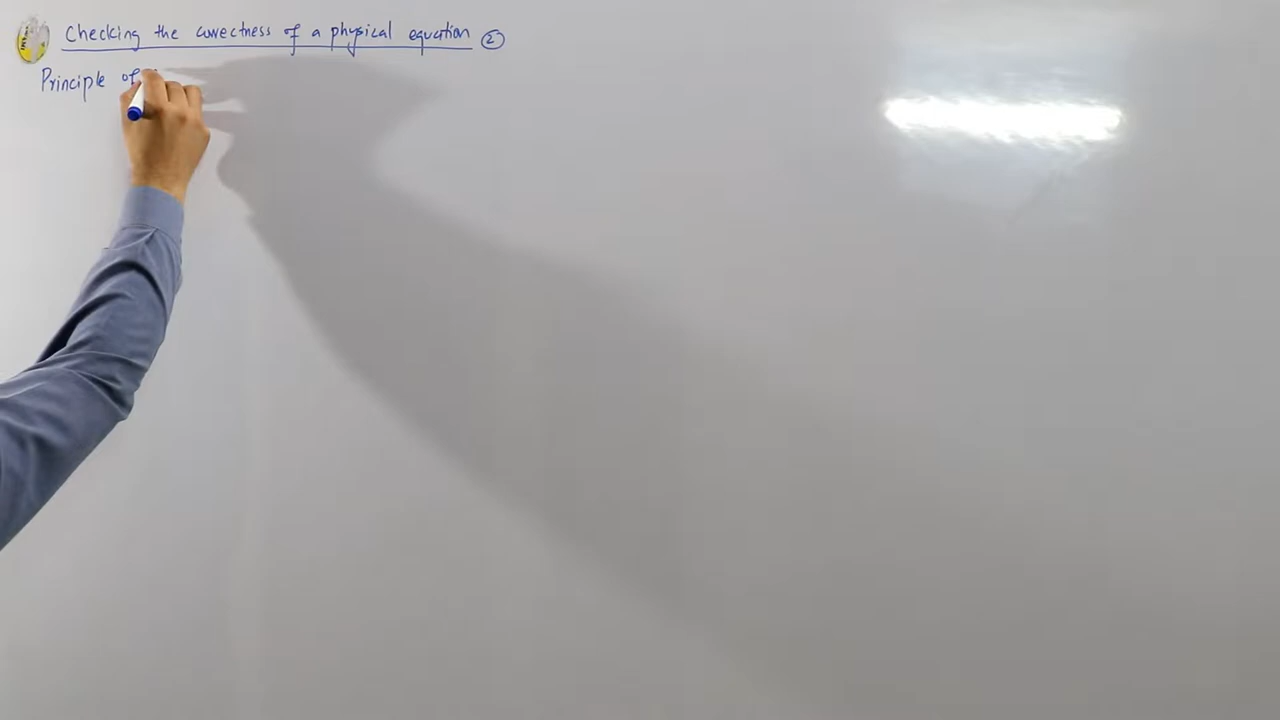 Checking the correctness of a physical equation ②
Principle of